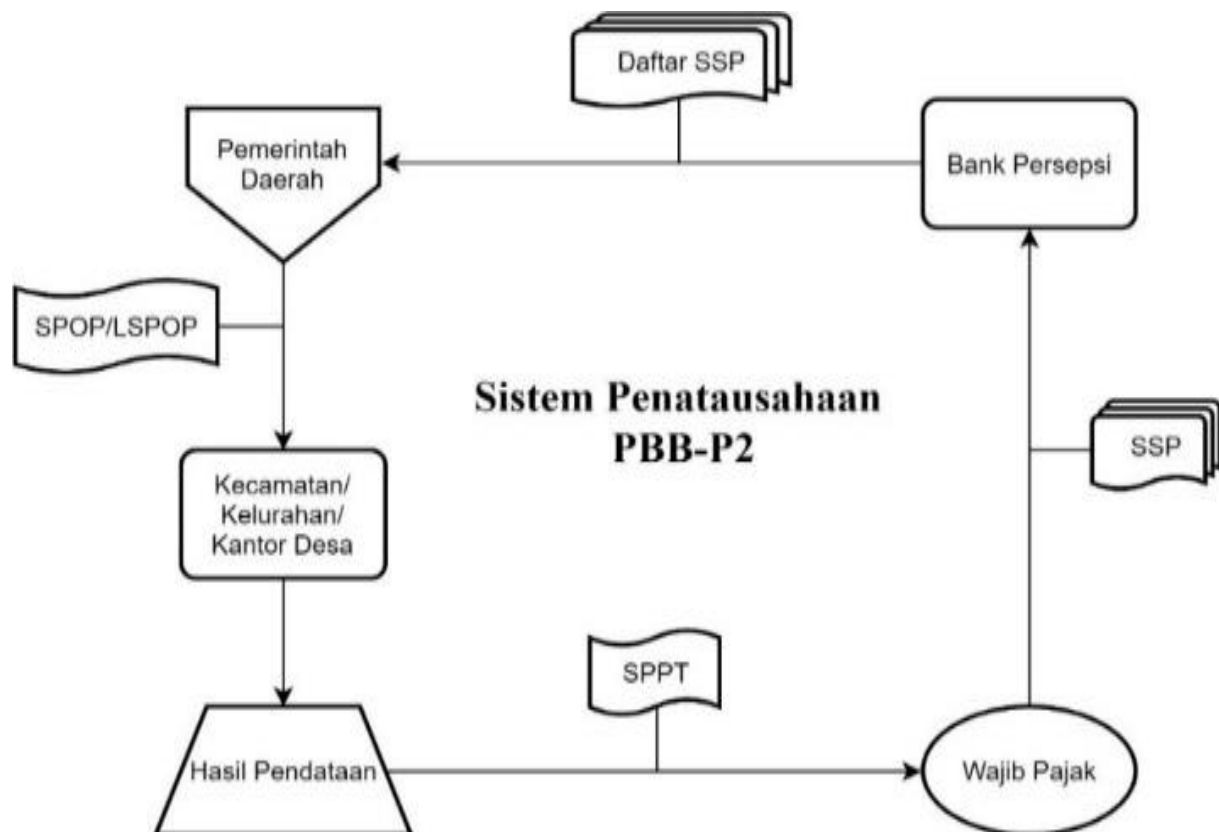 Daftar SSP
Pemerintah
Daerah
Bank Persepsi
SPOP/LSPOP
Sistem Penatausahaan
PBB-P2
SSP
Kecamatan/
Kelurahan/
Kantor Desa
SPPT
Hasil Pendataan
Wajib Pajak